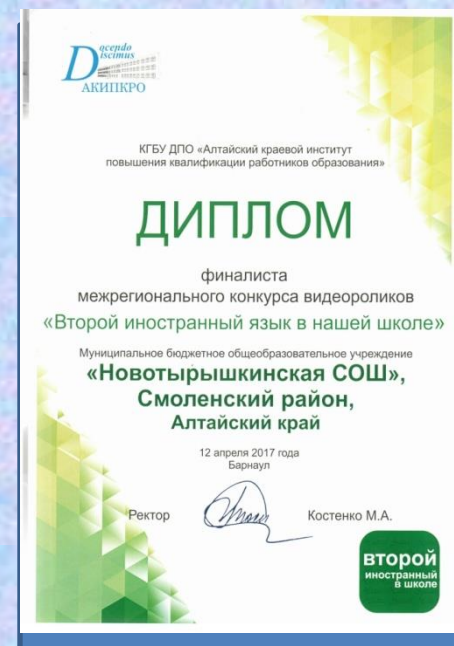 Docendo
Discimus
АКИПКРО
КГБУ ДПО «Алтайский краевой институт
повышения квалификации работников образования»
ДИПЛОМ
финалиста
межрегионального конкурса видеороликов
«Второй иностранный язык в нашей школе»
Муниципальное бюджетное общеобразовательное учреждение
«Новотырышкинская СОШ»,
Смоленский район,
Алтайский край
12 апреля 2017 года
Барнаул
Ректор Костенко М.А.
второй
иностранный
в школе